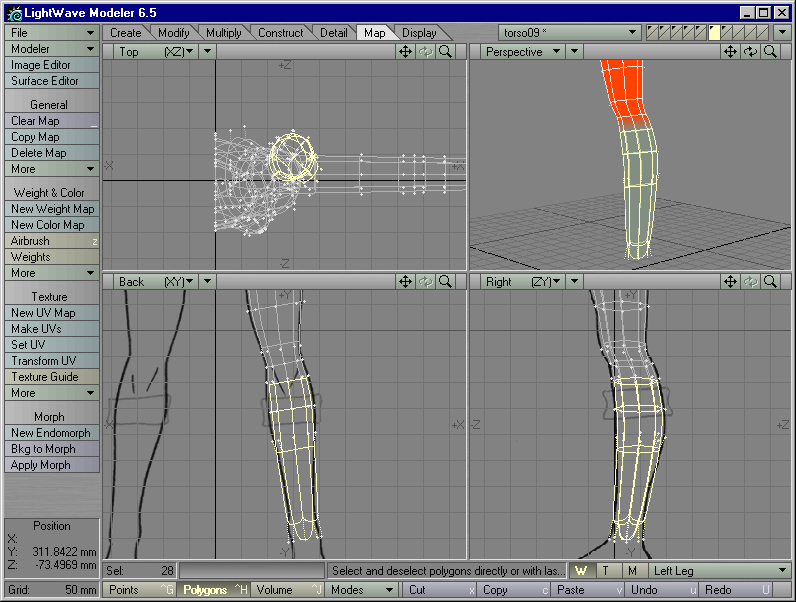 LightWave Modeler 6.5
File
Create Modify Multiply Construct Detail Map Display
torso09 *
Modeler
Image Editor
Surface Editor
General
Clear Map _
Copy Map
Delete Map
More
Weight & Color
New Weight Map
New Color Map
Airbrush z
Weights
More
Texture
New UV Map
Make UVs
Set UV
Transform UV
Texture Guide
More
Morph
New Endomorph
Bkg to Morph
Apply Morph
Top (XZ)
+Z
-X
+X
-Z
Perspective
Back (XY)
+Y
-X
+X
-Y
Right (ZY)
+Y
-Z
+Z
-Y
Position
X:
Y: 311.8422 mm
Z: -73.4969 mm
Grid: 50 mm
Sel: 28
Select and deselect polygons directly or with las...
W T M Left Leg
Points ^G Polygons ^H Volume ^J Modes Cut x Copy c Paste v Undo u Redo U